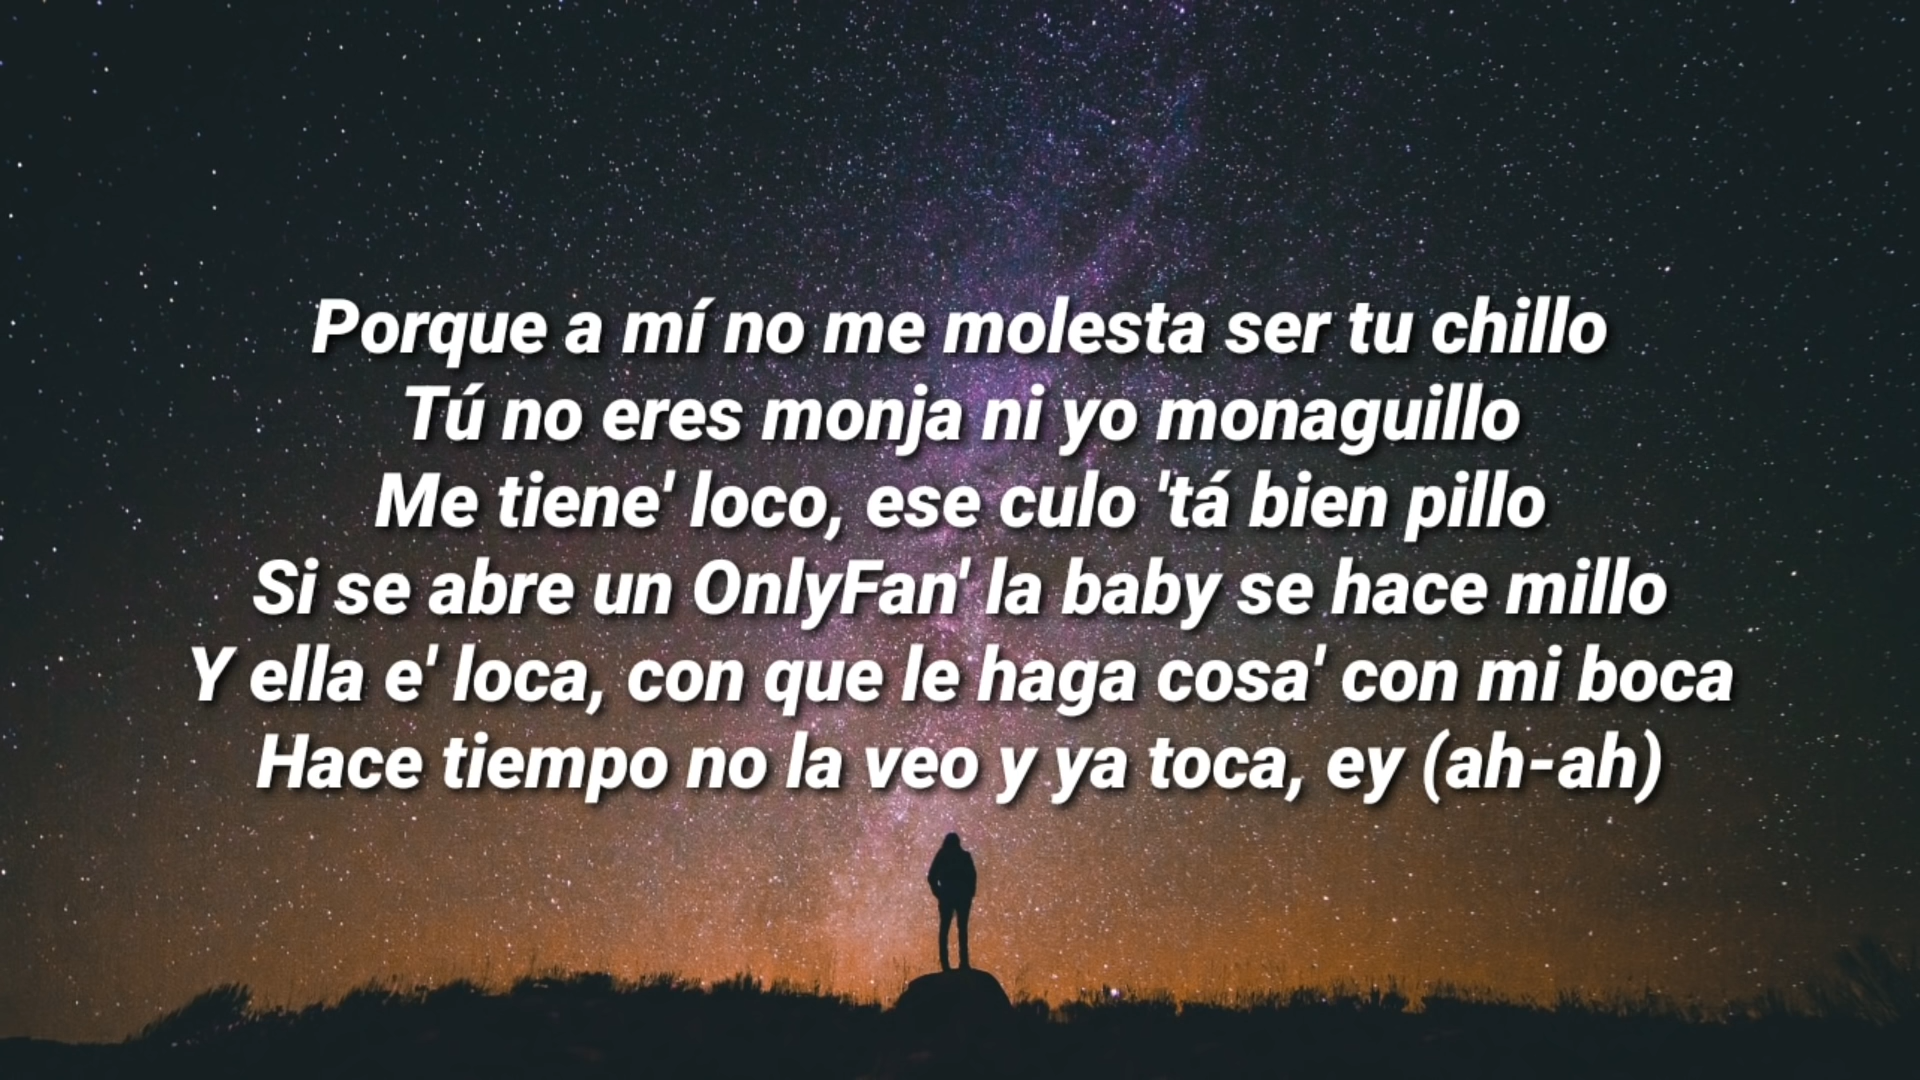 Porque a mí no me molesta ser tu chillo
Tú no eres monja ni yo monaguillo
Me tiene' loco, ese culo 'tá bien pillo
Si se abre un OnlyFan' la baby se hace millo
Y ella e' loca, con que le haga cosa' con mi boca
Hace tiempo no la veo y ya toca, ey (ah-ah)